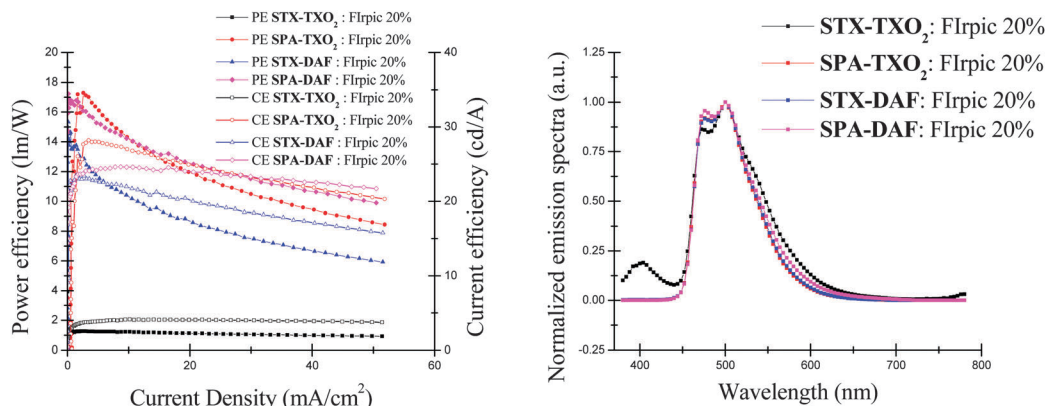 PE STX-TXO2 : FIrpic 20%
PE SPA-TXO2 : FIrpic 20%
PE STX-DAF : FIrpic 20%
PE SPA-DAF : FIrpic 20%
CE STX-TXO2 : FIrpic 20%
CE SPA-TXO2 : FIrpic 20%
CE STX-DAF : FIrpic 20%
CE SPA-DAF : FIrpic 20%
20
18
16
14
12
10
8
6
4
2
0
Power efficiency (lm/W)
0
20
40
60
Current Density (mA/cm²)
40
30
20
10
0
Current efficiency (cd/A)
STX-TXO2: FIrpic 20%
SPA-TXO2: FIrpic 20%
STX-DAF: FIrpic 20%
SPA-DAF: FIrpic 20%
1.25
1.00
0.75
0.50
0.25
0.00
-0.25
Normalized emission spectra (a.u.)
400
500
600
700
800
Wavelength (nm)